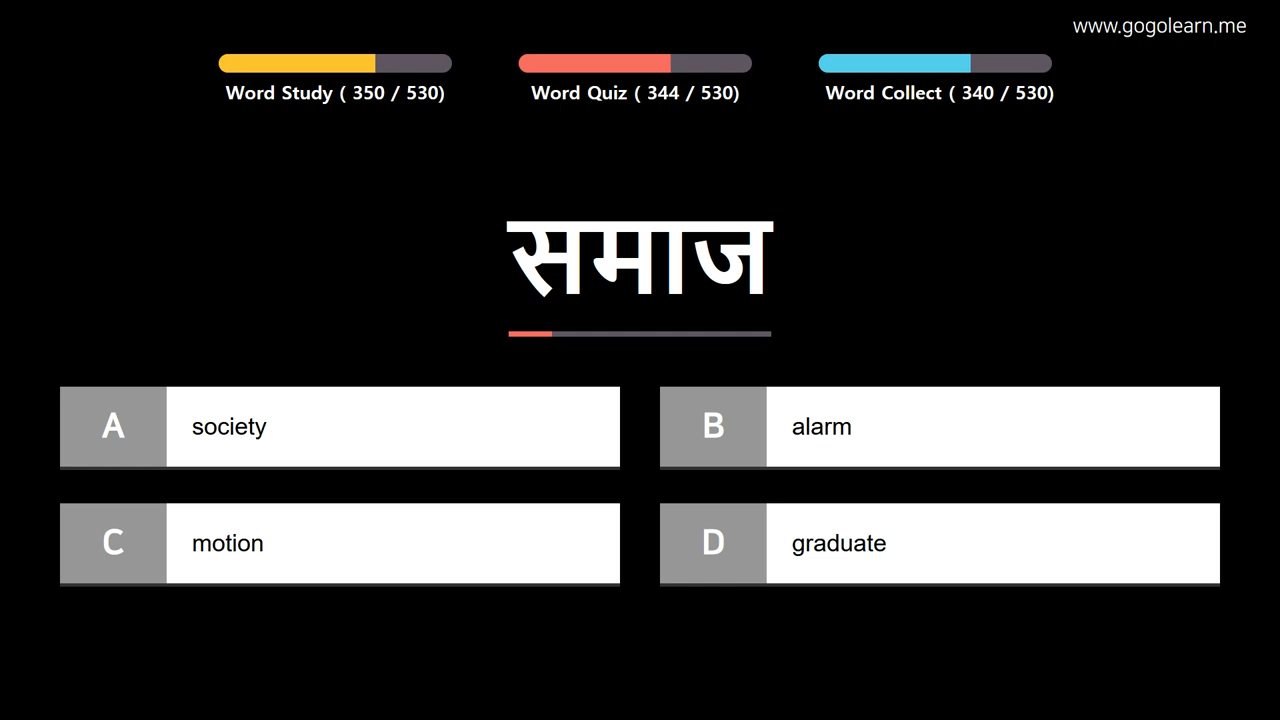 www.gogolearn.me
Word Study ( 350 / 530)
Word Quiz ( 344 / 530)
Word Collect ( 340 / 530)
समाज
A society
B alarm
C motion
D graduate